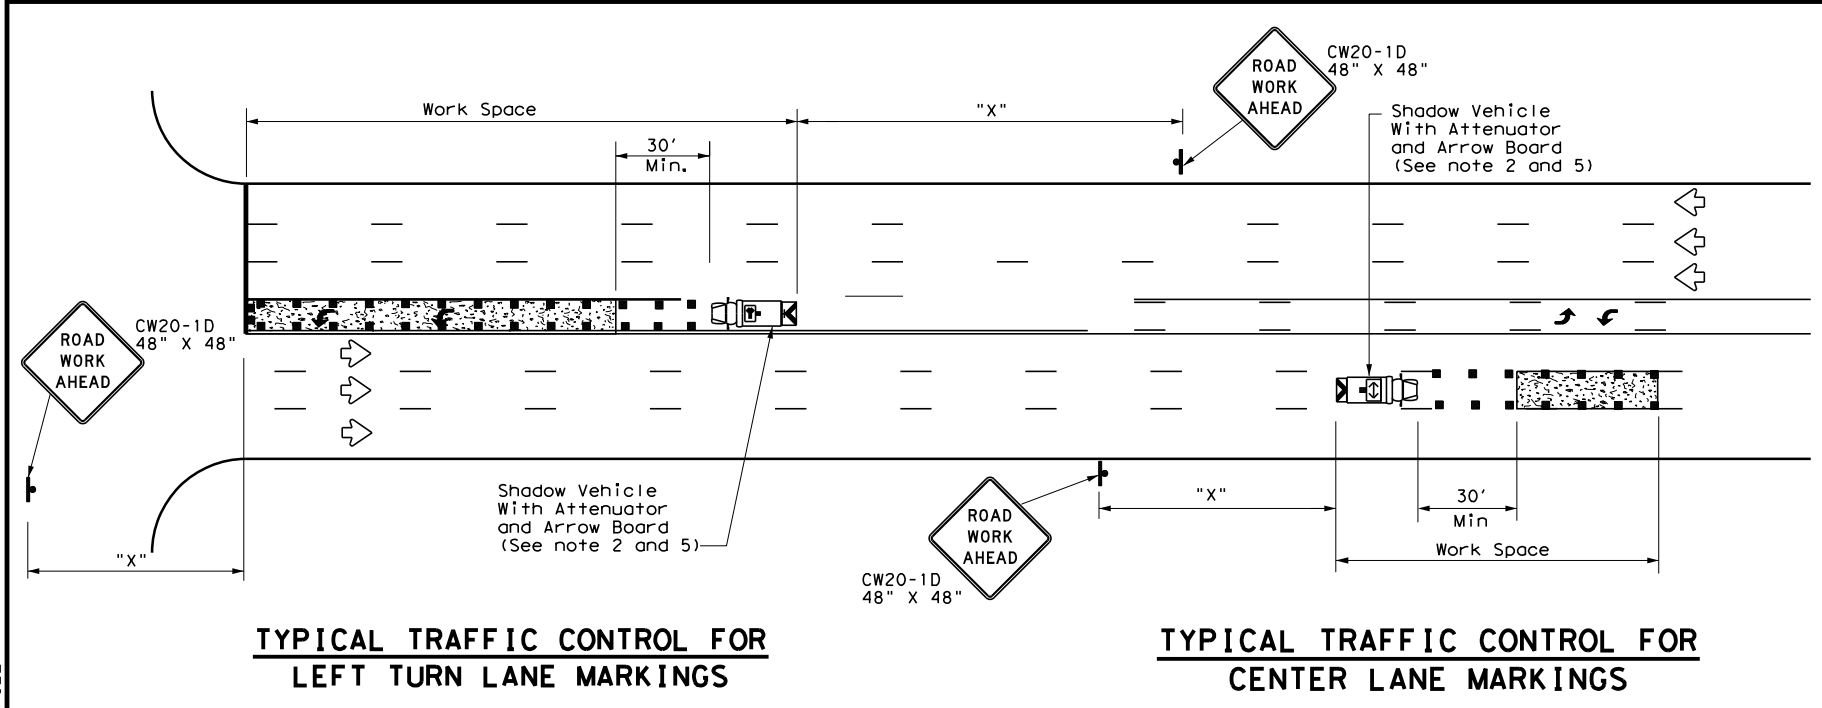 ROAD
WORK
AHEAD
CW20-1D
48" X 48"
Work Space
"X"
Shadow Vehicle
With Attenuator
and Arrow Board
(See note 2 and 5)
30'
Min.
ROAD
WORK
AHEAD
CW20-1D
48" X 48"
Shadow Vehicle
With Attenuator
and Arrow Board
(See note 2 and 5)
"X"
ROAD
WORK
AHEAD
CW20-1D
48" X 48"
"X"
30'
Min
Work Space
TYPICAL TRAFFIC CONTROL FOR
LEFT TURN LANE MARKINGS
TYPICAL TRAFFIC CONTROL FOR
CENTER LANE MARKINGS